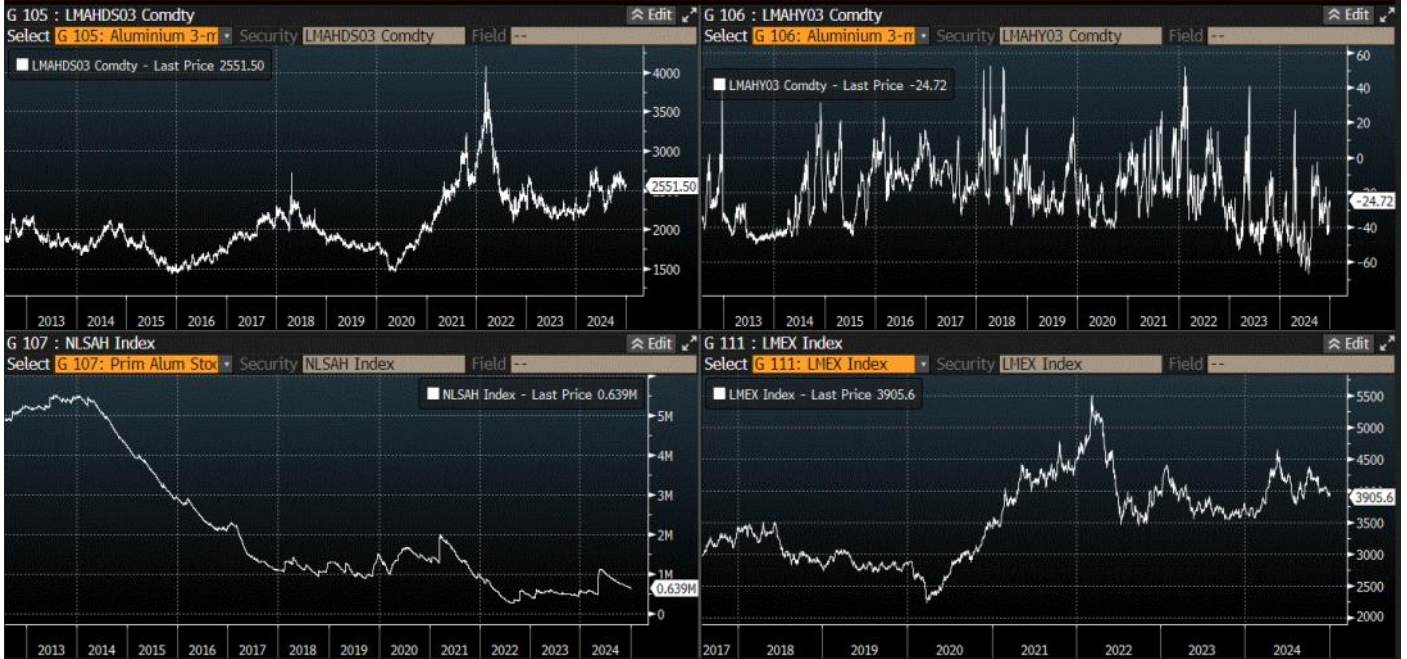 G 105 : LMAHDS03 Comdty
Edit
Select G 105: Aluminium 3-m Security LMAHDS03 Comdty Field --
LMAHDS03 Comdty - Last Price 2551.50
4000
3500
3000
2551.50
2000
1500
2013 2014 2015 2016 2017 2018 2019 2020 2021 2022 2023 2024
G 106 : LMAHY03 Comdty
Edit
Select G 106: Aluminium 3-m Security LMAHY03 Comdty Field --
LMAHY03 Comdty - Last Price -24.72
60
40
20
0
-20
-24.72
-40
-60
2013 2014 2015 2016 2017 2018 2019 2020 2021 2022 2023 2024
G 107 : NLSAH Index
Edit
Select G 107: Prim Alum Stoc Security NLSAH Index Field --
NLSAH Index - Last Price 0.639M
5M
4M
3M
2M
1M
0.639M
0
2013 2014 2015 2016 2017 2018 2019 2020 2021 2022 2023 2024
G 111 : LMEX Index
Edit
Select G 111: LMEX Index Security LMEX Index Field --
LMEX Index - Last Price 3905.6
5500
5000
4500
3905.6
3500
3000
2500
2000
2017 2018 2019 2020 2021 2022 2023 2024